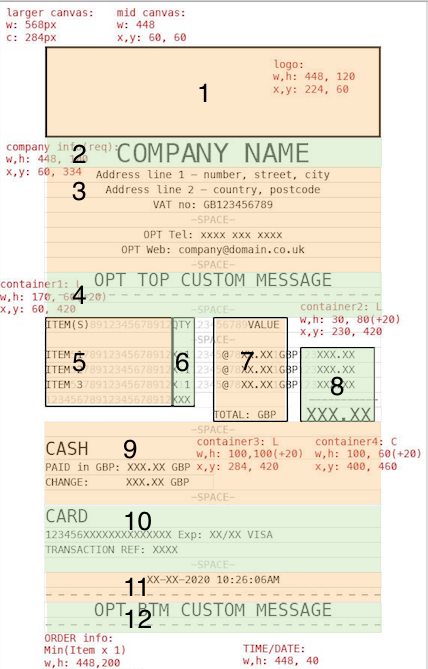 larger canvas: mid canvas:
w: 568px w: 448
c: 284px x,y: 60, 60
logo:
w,h: 448, 120
x,y: 224, 60
1
company info(req):
w,h: 448,
x,y: 60, 334
2 COMPANY NAME
Address line 1 – number, street, city
3 Address line 2 – country, postcode
VAT no: GB123456789
–SPACE–
OPT Tel: xxxx xxx xxxx
OPT Web: company@domain.co.uk
–SPACE–
OPT TOP CUSTOM MESSAGE
container1: L
w,h: 170, 60(+20)
x,y: 60, 420
4
–SPACE–
container2: L
w,h: 30, 80(+20)
x,y: 230, 420
ITEM(S) QTY VALUE
–SPACE–
ITEM 1 @ XX.XX GBP XXX.XX
ITEM 2 @ XX.XX GBP XXX.XX
ITEM 3 X 1 @ XX.XX GBP XXX.XX
5 6 7 8
XXX
TOTAL: GBP XXX.XX
–SPACE–
CASH 9
PAID in GBP: XXX.XX GBP
CHANGE: XXX.XX GBP
–SPACE–
container3: L
w,h: 100,100(+20)
x,y: 284, 420
container4: C
w,h: 100, 60(+20)
x,y: 400, 460
CARD 10
123456XXXXXXXXXXXXX Exp: XX/XX VISA
TRANSACTION REF: XXXX
–SPACE–
11 XX–XX–2020 10:26:06AM
OPT BTM CUSTOM MESSAGE
12
ORDER info:
Min(Item x 1)
w,h: 448,200
TIME/DATE:
w,h: 448, 40